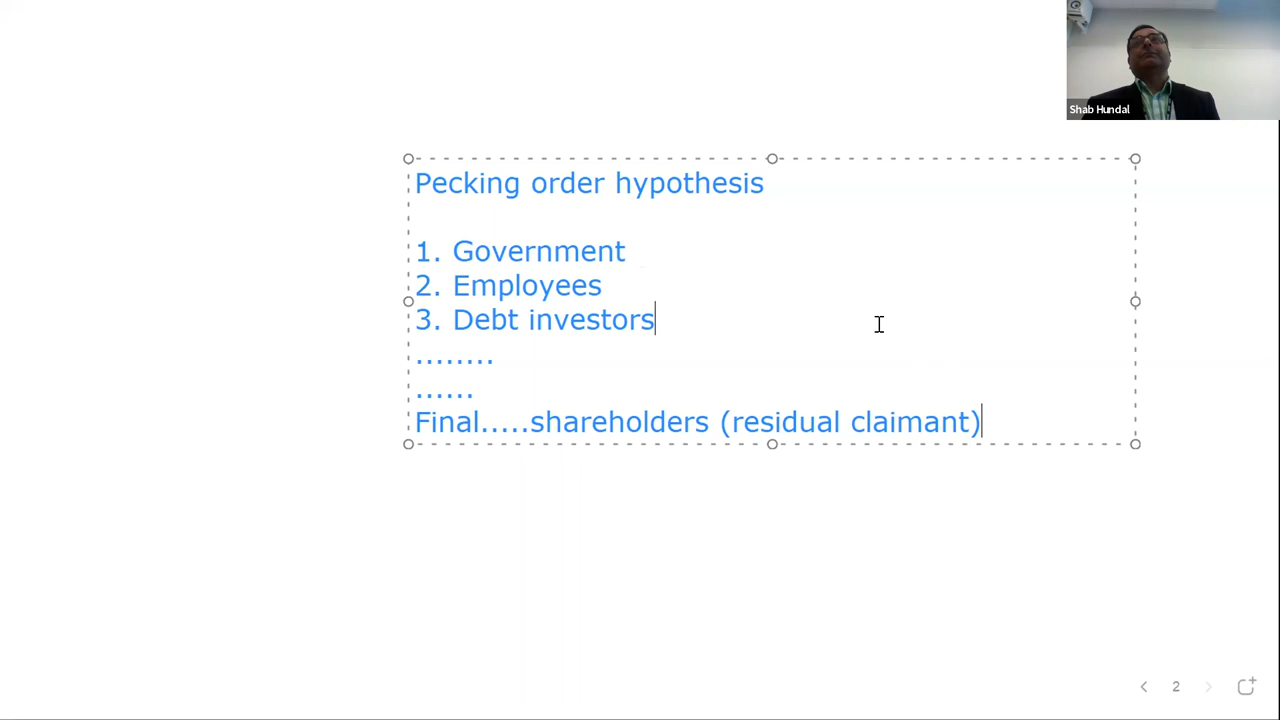 Shab Hundal
Pecking order hypothesis
1. Government
2. Employees
3. Debt investors
........
......
Final.....shareholders (residual claimant)
2